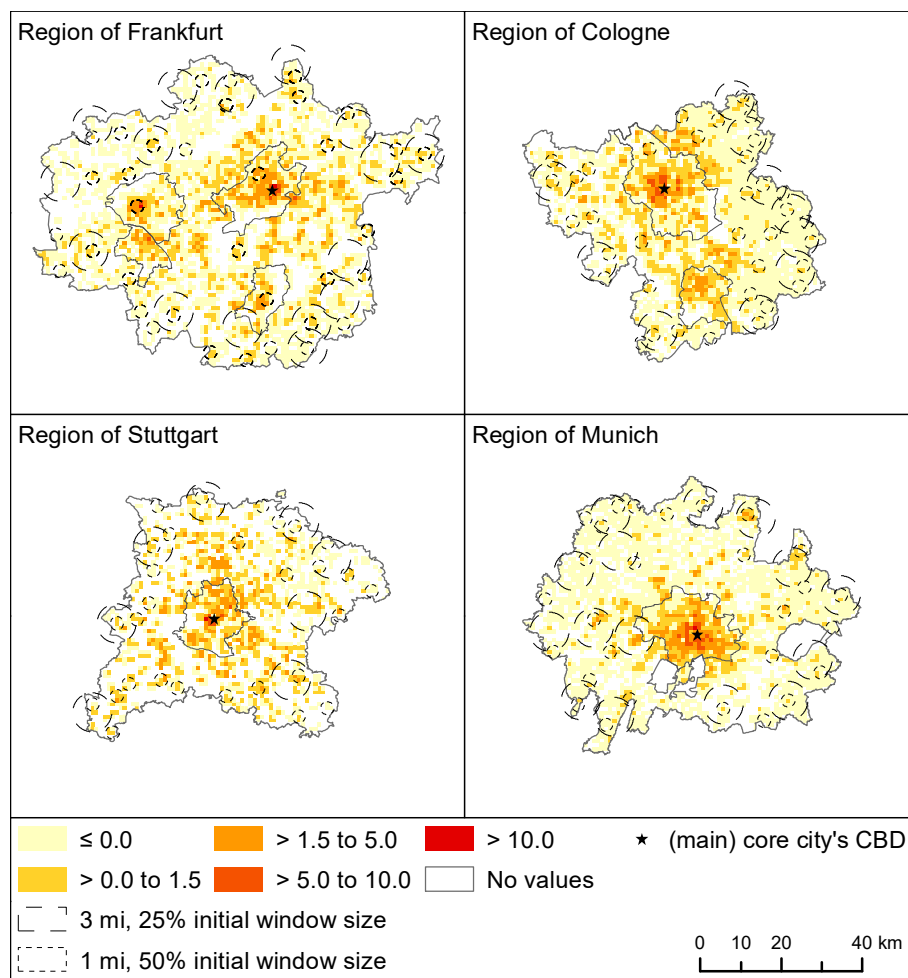 Region of Frankfurt
Region of Cologne
Region of Stuttgart
Region of Munich
≤ 0.0
> 1.5 to 5.0
> 10.0
(main) core city's CBD
> 0.0 to 1.5
> 5.0 to 10.0
No values
3 mi, 25% initial window size
1 mi, 50% initial window size
0 10 20 40 km